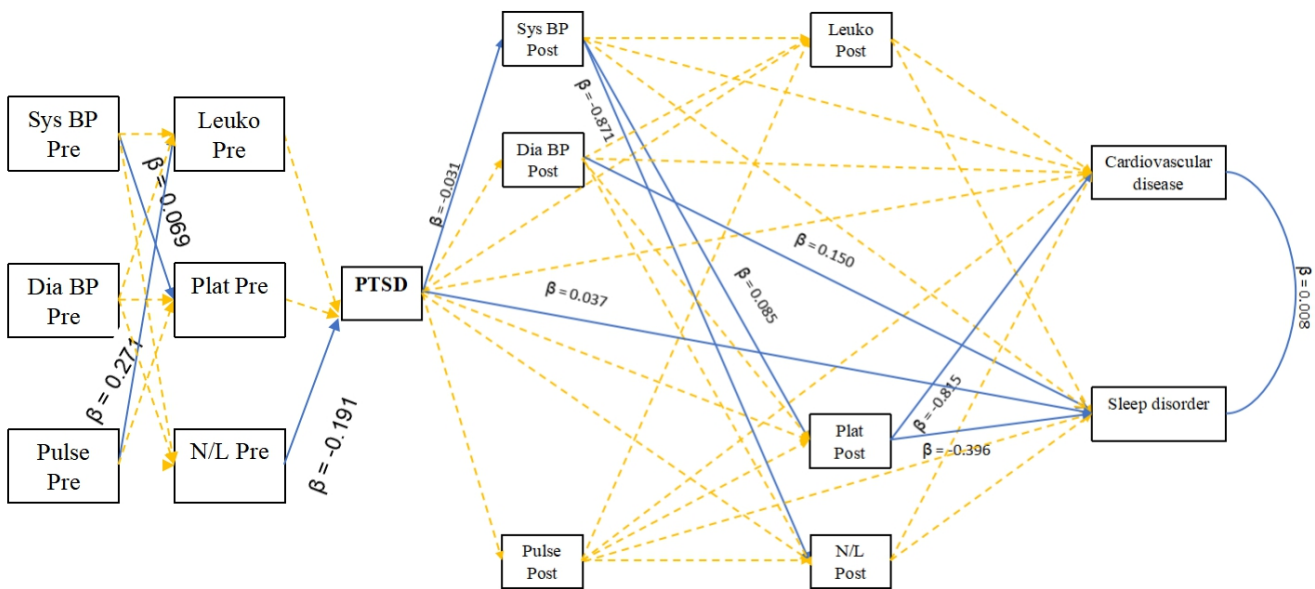 Sys BP
Pre
Dia BP
Pre
Pulse
Pre
Leuko
Pre
Plat Pre
N/L Pre
β = 0.069
β = 0.271
β = -0.191
PTSD
β = -0.031
Sys BP
Post
Dia BP
Post
Pulse
Post
β = -0.871
β = 0.085
β = 0.150
β = 0.037
Leuko
Post
Plat
Post
N/L
Post
β = -0.815
β = -0.396
Cardiovascular
disease
Sleep disorder
β = 0.008